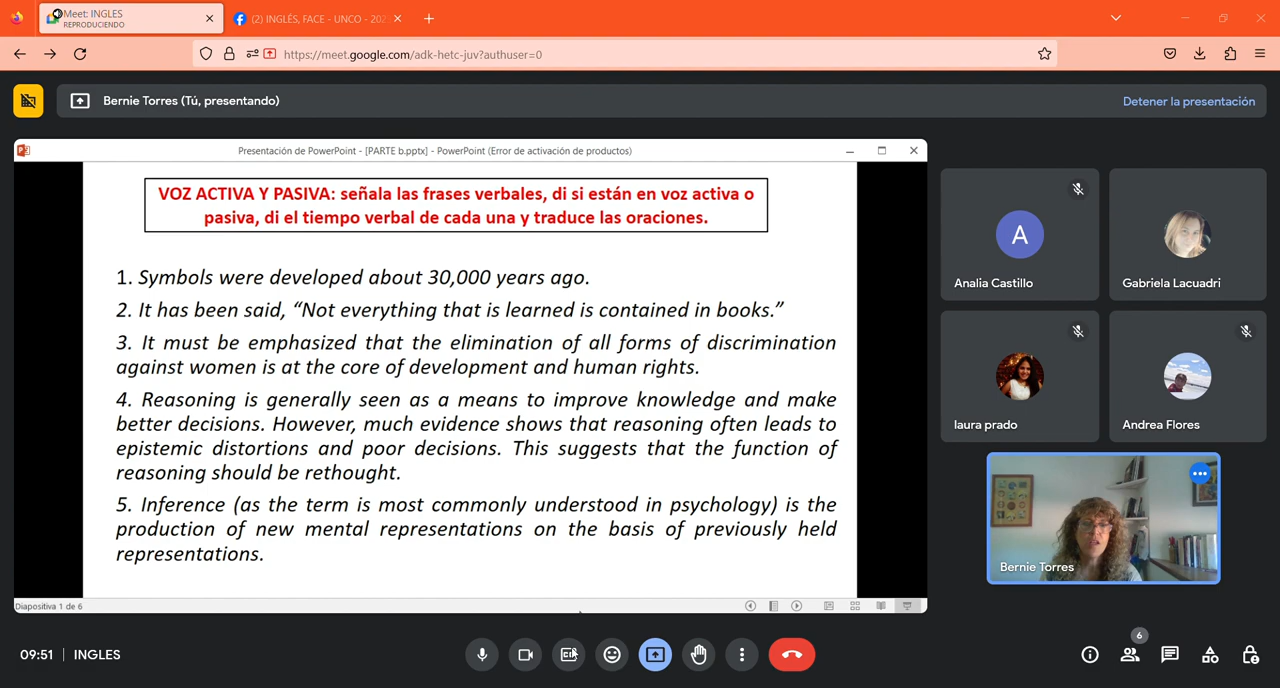 Meet: INGLES
REPRODUCIENDO
(2) INGLÉS, FACE - UNCO - 202
https://meet.google.com/adk-hetc-juv?authuser=0
Bernie Torres (Tú, presentando)
Detener la presentación
Presentación de PowerPoint - [PARTE b.pptx] - PowerPoint (Error de activación de productos)
VOZ ACTIVA Y PASIVA: señala las frases verbales, di si están en voz activa o
pasiva, di el tiempo verbal de cada una y traduce las oraciones.
1. Symbols were developed about 30,000 years ago.
2. It has been said, “Not everything that is learned is contained in books.”
3. It must be emphasized that the elimination of all forms of discrimination
against women is at the core of development and human rights.
4. Reasoning is generally seen as a means to improve knowledge and make
better decisions. However, much evidence shows that reasoning often leads to
epistemic distortions and poor decisions. This suggests that the function of
reasoning should be rethought.
5. Inference (as the term is most commonly understood in psychology) is the
production of new mental representations on the basis of previously held
representations.
Diapositiva 1 de 6
A
Analia Castillo
Gabriela Lacuadri
laura prado
Andrea Flores
Bernie Torres
09:51 | INGLES
6